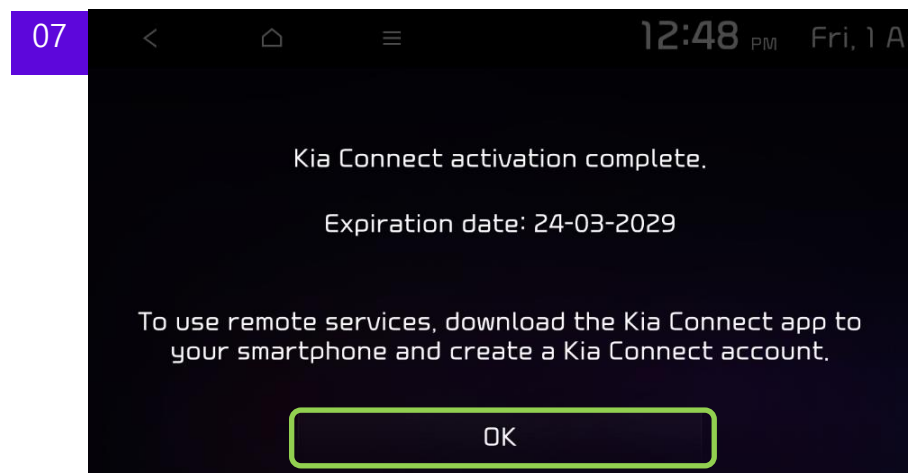 07
12:48 PM Fri, 1 A
Kia Connect activation complete.
Expiration date: 24-03-2029
To use remote services, download the Kia Connect app to
your smartphone and create a Kia Connect account.
OK